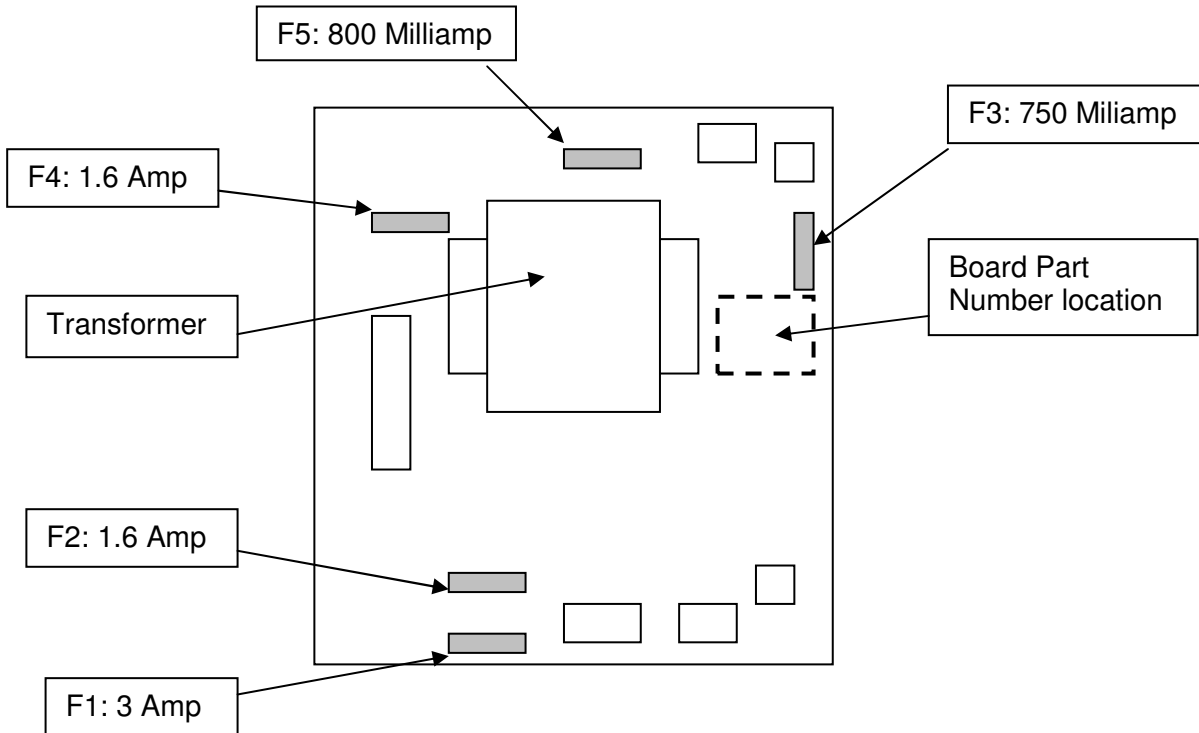 F5: 800 Milliamp
F3: 750 Miliamp
F4: 1.6 Amp
Board Part
Number location
Transformer
F2: 1.6 Amp
F1: 3 Amp